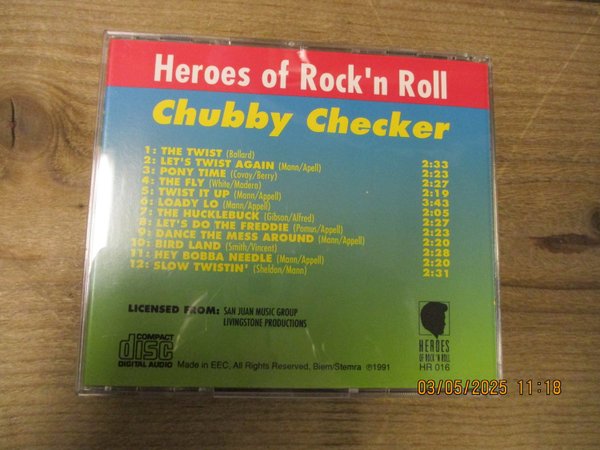 Heroes of Rock'n Roll
Chubby Checker
1: THE TWIST (Ballard) 2:33
2: LET'S TWIST AGAIN (Mann/Apell) 2:23
3: PONY TIME (Covay/Berry) 2:27
4: THE FLY (White/Madara) 2:19
5: TWIST IT UP (Mann/Appell) 3:43
6: LOADY LO (Mann/Appell) 2:05
7: THE HUCKLEBUCK (Gibson/Alfred) 2:27
8: LET'S DO THE FREDDIE (Pomus/Appell) 2:23
9: DANCE THE MESS AROUND (Mann/Appell) 2:20
10: BIRD LAND (Smith/Vincent) 2:28
11: HEY BOBBA NEEDLE (Mann/Appell) 2:20
12: SLOW TWISTIN' (Sheldon/Mann) 2:31
LICENSED FROM: SAN JUAN MUSIC GROUP
LIVINGSTONE PRODUCTIONS
COMPACT
disc
DIGITAL AUDIO
Made in EEC, All Rights Reserved, Biem/Stemra ℗1991
HEROES
OF ROCK'N ROLL
HR 016
03/05/2025 11:18